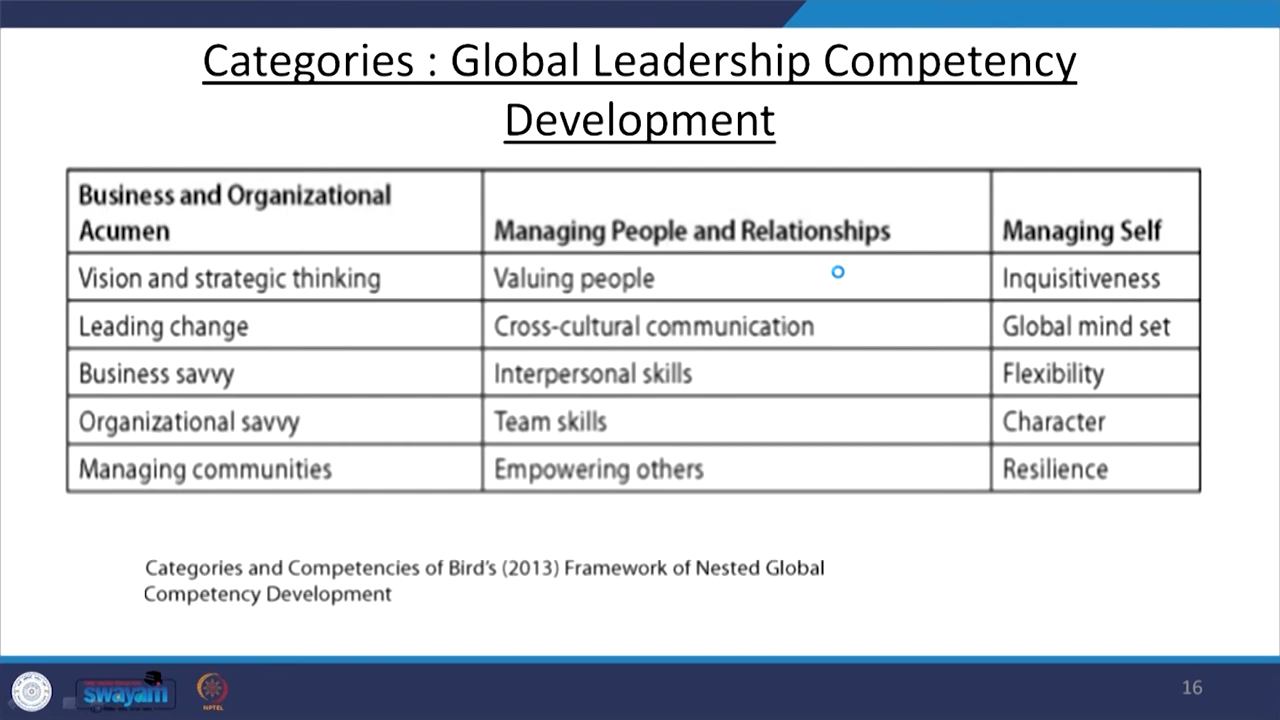 Categories : Global Leadership Competency
Development
Business and Organizational
Acumen
Managing People and Relationships
Managing Self
Vision and strategic thinking
Valuing people
Inquisitiveness
Leading change
Cross-cultural communication
Global mind set
Business savvy
Interpersonal skills
Flexibility
Organizational savvy
Team skills
Character
Managing communities
Empowering others
Resilience
Categories and Competencies of Bird's (2013) Framework of Nested Global
Competency Development
swayam
NPTEL
16